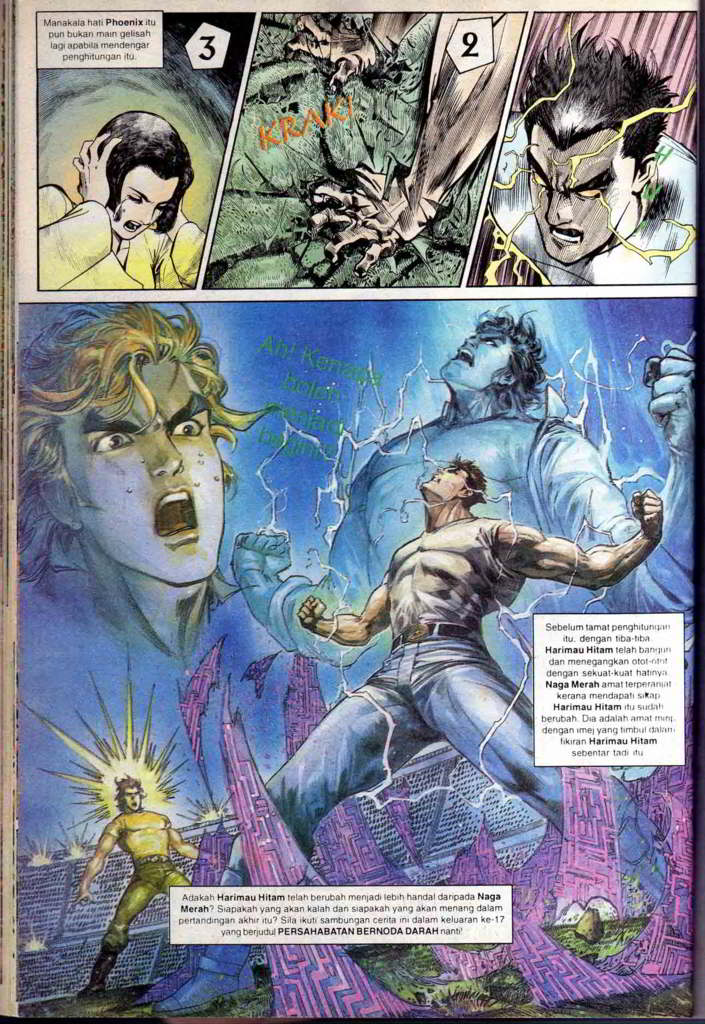 Manakala hati Phoenix itu
pun bukan main gelisah
lagi apabila mendengar
penghitungan itu.
3
KRAK!
2
Ah! Kenapa
boleh
menjadi
begini?
Sebelum tamat penghitungan
itu, dengan tiba-tiba
Harimau Hitam telah bangun
dan menegangkan otot-otot
dengan sekuat-kuat hatinya.
Naga Merah amat terperanjat
kerana mendapati sikap
Harimau Hitam itu sudah
berubah. Dia adalah amat mirip
dengan imej yang timbul dalam
fikiran Harimau Hitam
sebentar tadi itu.
Adakah Harimau Hitam telah berubah menjadi lebih handal daripada Naga
Merah? Siapakah yang akan kalah dan siapakah yang akan menang dalam
pertandingan akhir itu? Sila ikuti sambungan cerita ini dalam keluaran ke-17
yang berjudul PERSAHABATAN BERNODA DARAH nanti!